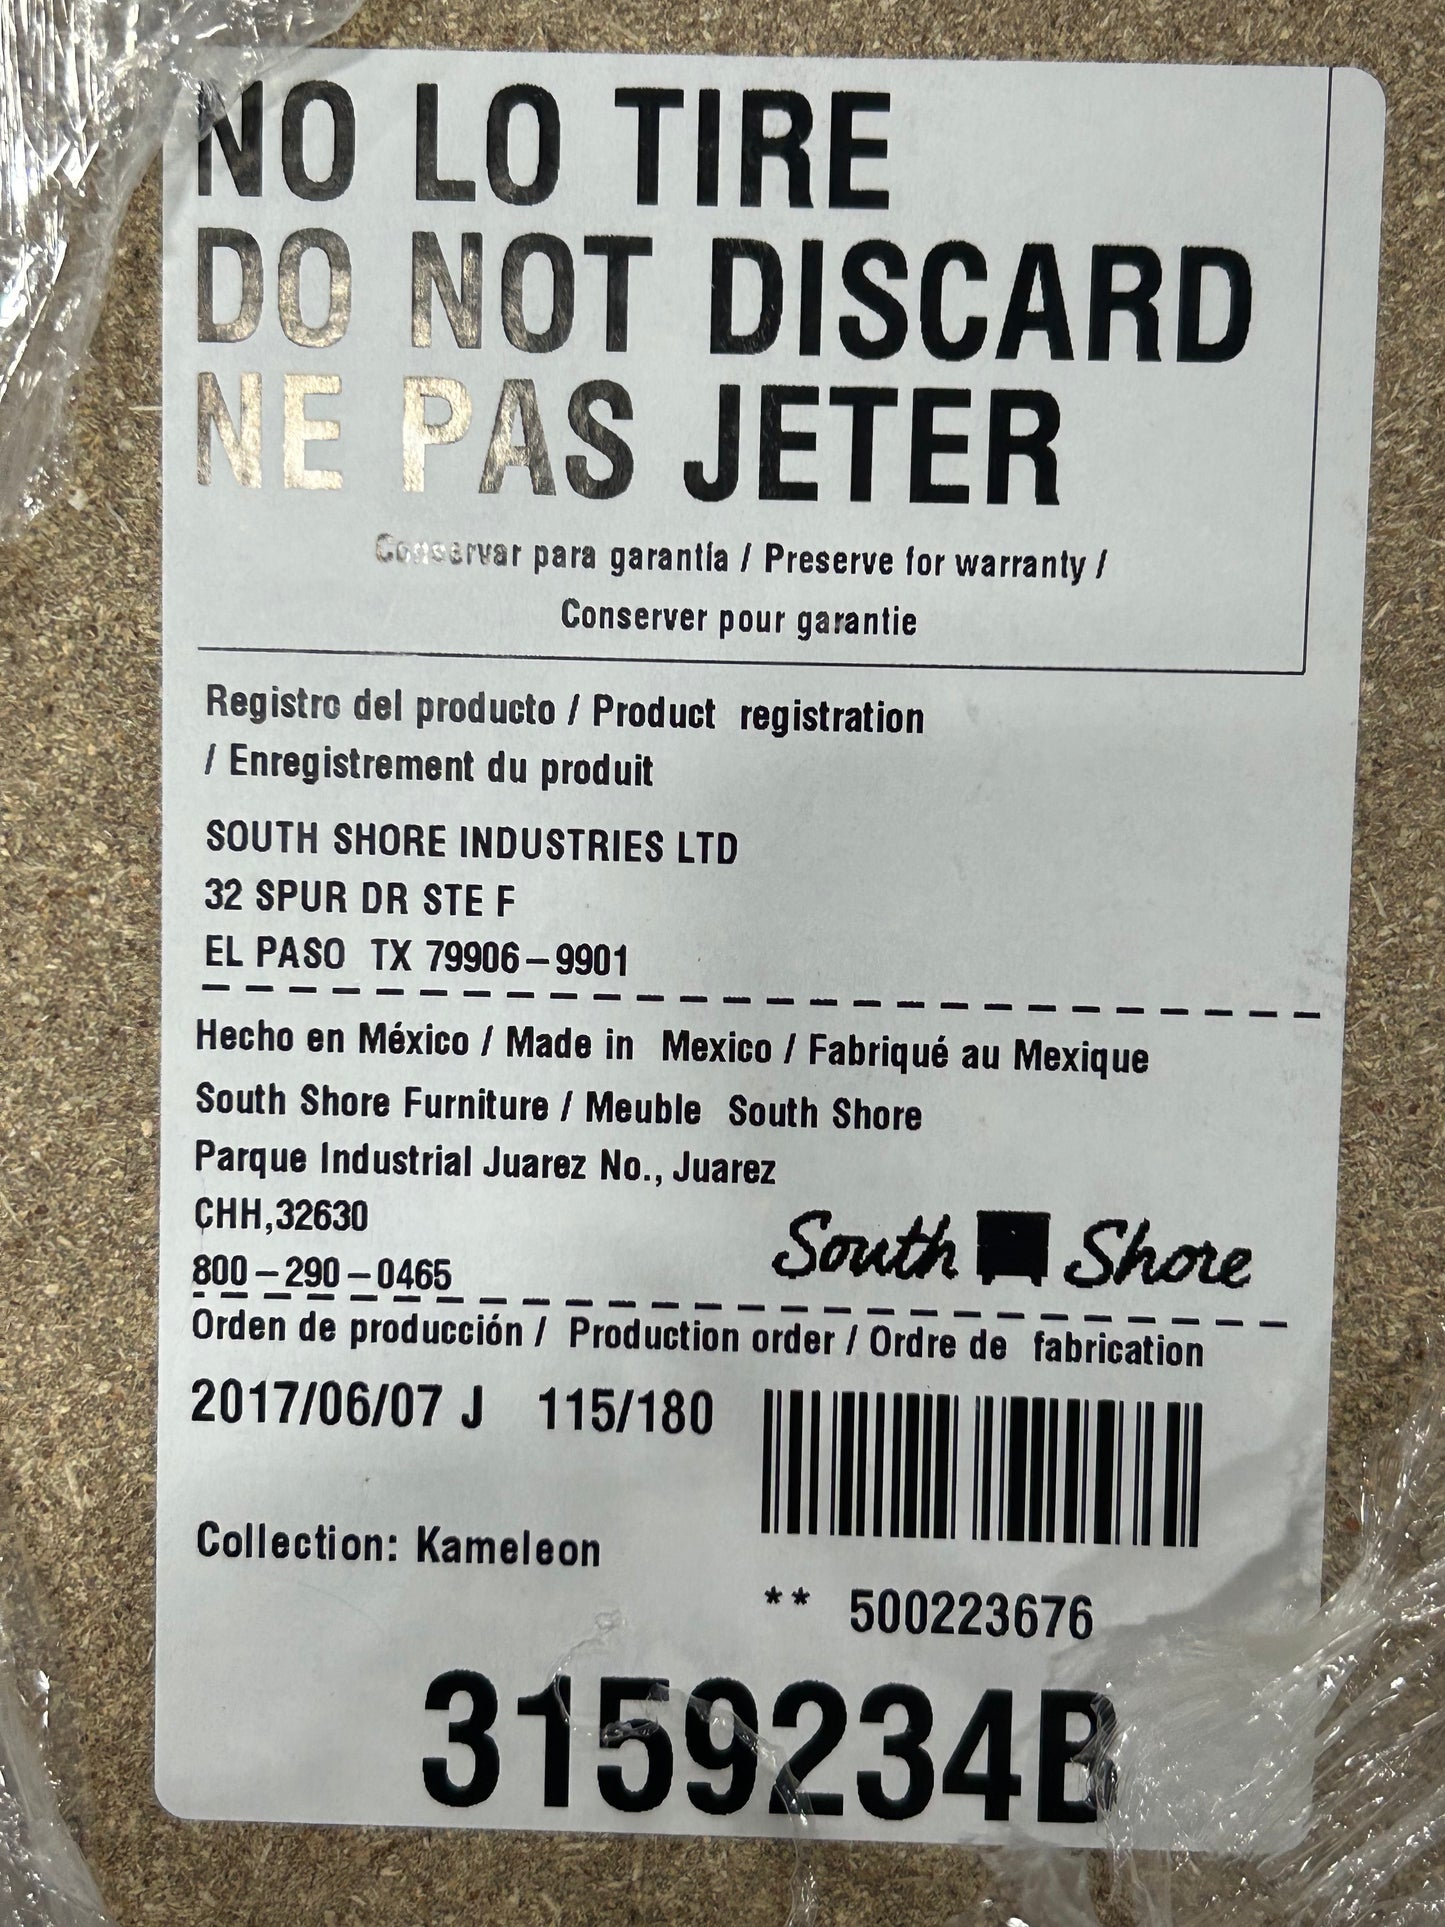 NO LO TIRE
DO NOT DISCARD
NE PAS JETER
Conservar para garantía / Preserve for warranty /
Conserver pour garantie
Registro del producto / Product registration
/ Enregistrement du produit
SOUTH SHORE INDUSTRIES LTD
32 SPUR DR STE F
EL PASO TX 79906-9901
Hecho en México / Made in Mexico / Fabriqué au Mexique
South Shore Furniture / Meuble South Shore
Parque Industrial Juarez No., Juarez
CHH,32630
800-290-0465
South Shore
Orden de producción / Production order / Ordre de fabrication
2017/06/07 J 115/180
Collection: Kameleon
** 500223676
3159234B